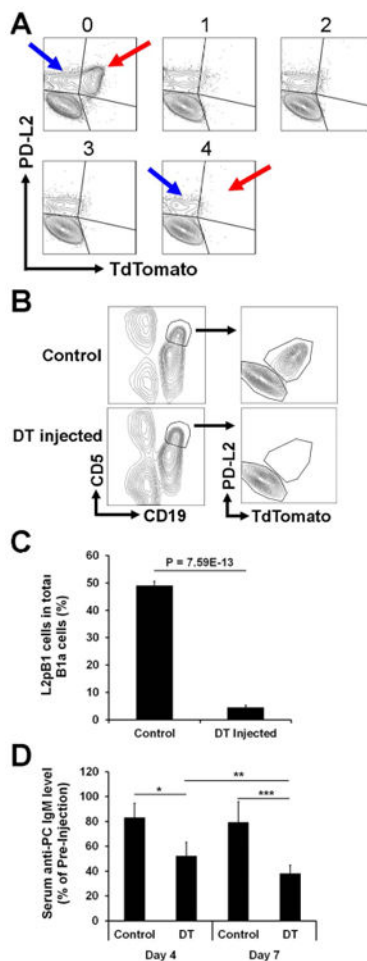 A
0
1
2
3
4
PD-L2
TdTomato
B
Control
DT injected
CD5
CD19
PD-L2
TdTomato
C
L2pB1 cells in total
B1a cells (%)
60
50
40
30
20
10
0
P = 7.59E-13
Control
DT Injected
D
Serum anti-PC IgM level
(% of Pre-Injection)
120
100
80
60
40
20
0
*
**
***
Control
DT
Control
DT
Day 4
Day 7